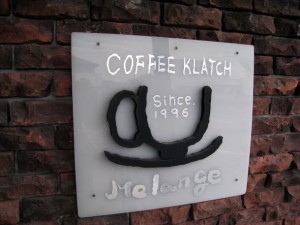 COFFEE KLATCH
Since
1996
Melange